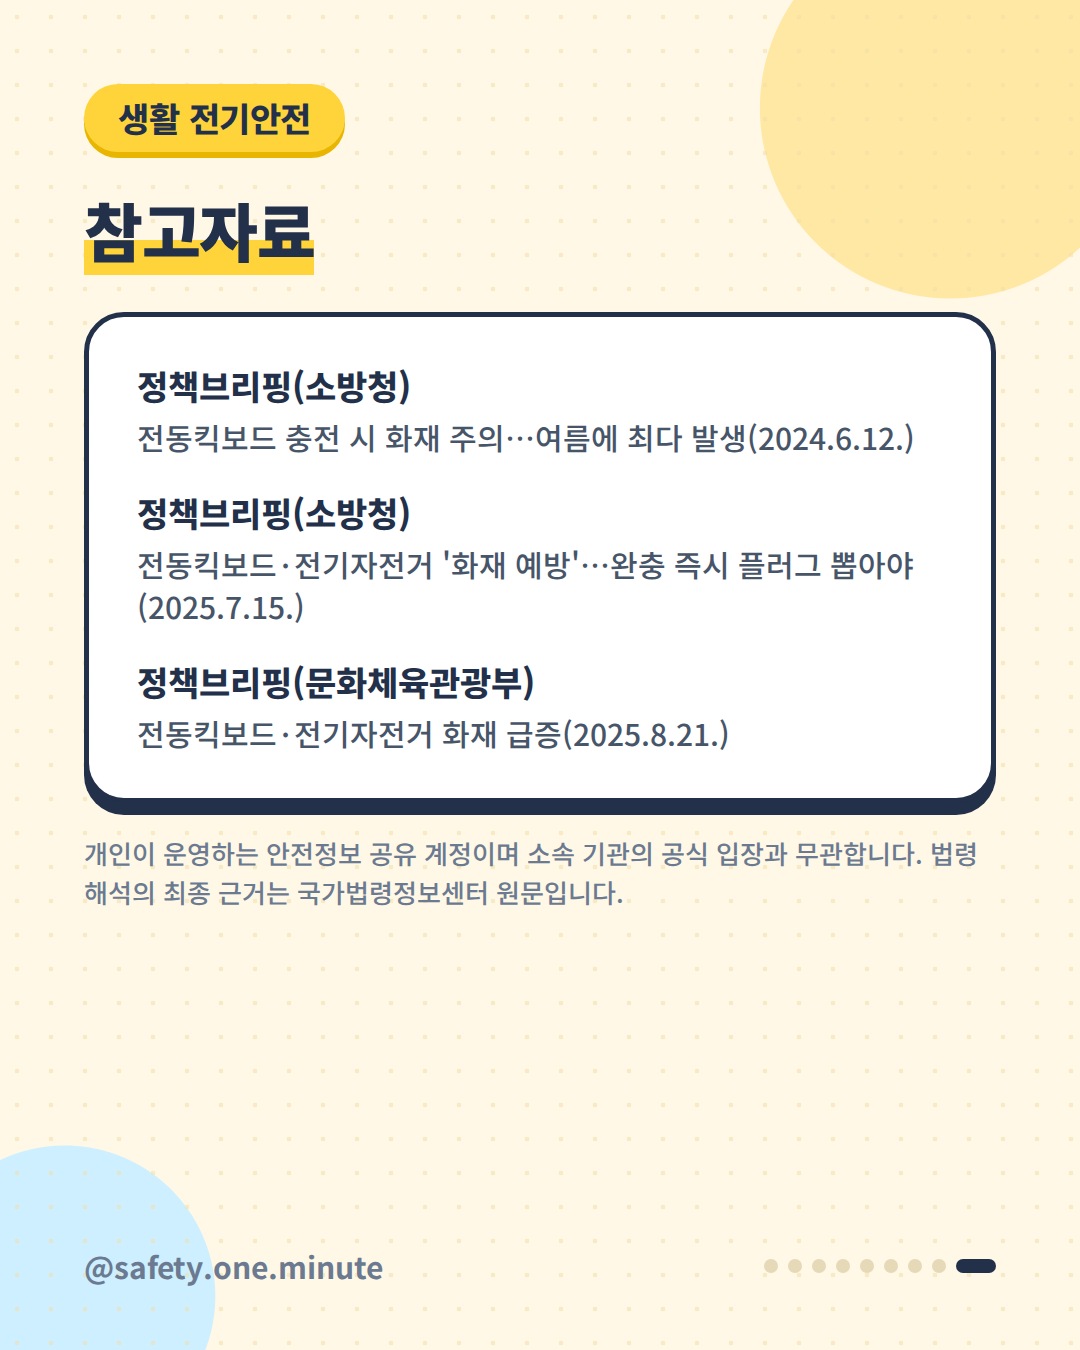 생활 전기안전
참고자료
정책브리핑(소방청)
전동킥보드 충전 시 화재 주의…여름에 최다 발생(2024.6.12.)
정책브리핑(소방청)
전동킥보드·전기자전거 '화재 예방'…완충 즉시 플러그 뽑아야
(2025.7.15.)
정책브리핑(문화체육관광부)
전동킥보드·전기자전거 화재 급증(2025.8.21.)
개인이 운영하는 안전정보 공유 계정이며 소속 기관의 공식 입장과 무관합니다. 법령
해석의 최종 근거는 국가법령정보센터 원문입니다.
@safety.one.minute